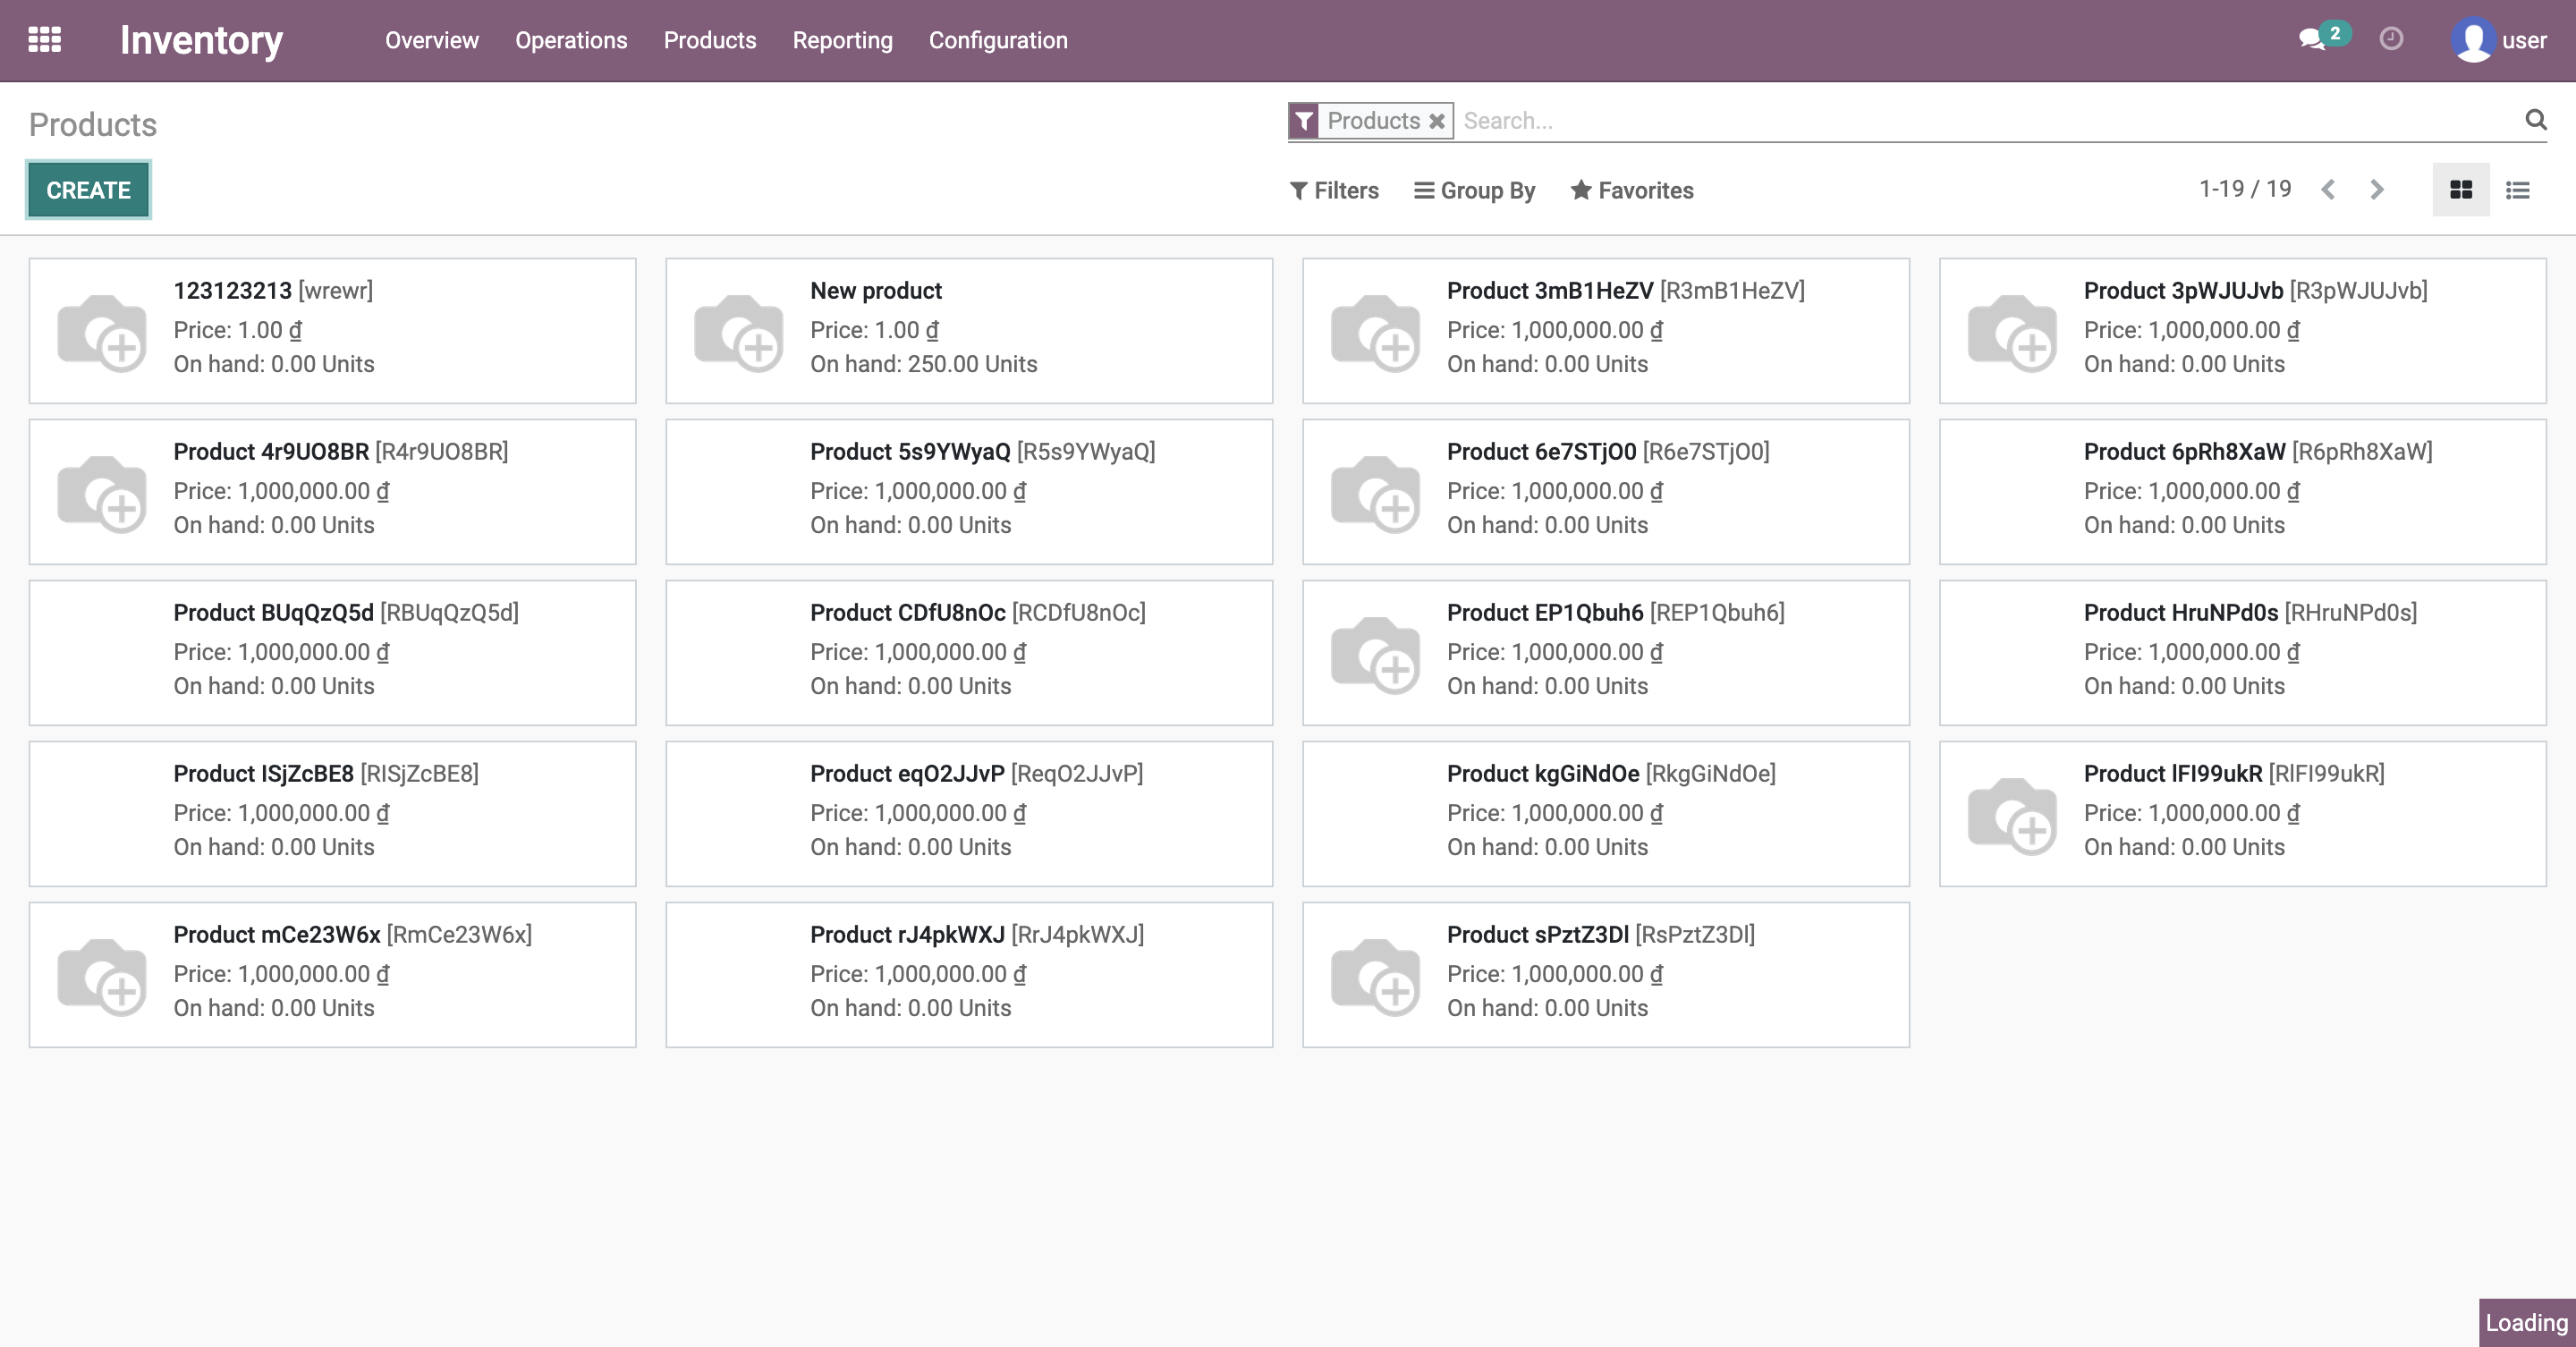 Inventory Overview Operations Products Reporting Configuration 2 user
Products
Products Search...
CREATE
Filters Group By Favorites 1-19 / 19
123123213 [wrewr]
Price: 1.00 ₫
On hand: 0.00 Units
New product
Price: 1.00 ₫
On hand: 250.00 Units
Product 3mB1HeZV [R3mB1HeZV]
Price: 1,000,000.00 ₫
On hand: 0.00 Units
Product 3pWJUJvb [R3pWJUJvb]
Price: 1,000,000.00 ₫
On hand: 0.00 Units
Product 4r9UO8BR [R4r9UO8BR]
Price: 1,000,000.00 ₫
On hand: 0.00 Units
Product 5s9YWyaQ [R5s9YWyaQ]
Price: 1,000,000.00 ₫
On hand: 0.00 Units
Product 6e7STjO0 [R6e7STjO0]
Price: 1,000,000.00 ₫
On hand: 0.00 Units
Product 6pRh8XaW [R6pRh8XaW]
Price: 1,000,000.00 ₫
On hand: 0.00 Units
Product BUqQzQ5d [RBUqQzQ5d]
Price: 1,000,000.00 ₫
On hand: 0.00 Units
Product CDfU8nOc [RCDfU8nOc]
Price: 1,000,000.00 ₫
On hand: 0.00 Units
Product EP1Qbuh6 [REP1Qbuh6]
Price: 1,000,000.00 ₫
On hand: 0.00 Units
Product HruNPd0s [RHruNPd0s]
Price: 1,000,000.00 ₫
On hand: 0.00 Units
Product ISjZcBE8 [RISjZcBE8]
Price: 1,000,000.00 ₫
On hand: 0.00 Units
Product eqO2JJvP [ReqO2JJvP]
Price: 1,000,000.00 ₫
On hand: 0.00 Units
Product kgGiNdOe [RkgGiNdOe]
Price: 1,000,000.00 ₫
On hand: 0.00 Units
Product lFI99ukR [RlFI99ukR]
Price: 1,000,000.00 ₫
On hand: 0.00 Units
Product mCe23W6x [RmCe23W6x]
Price: 1,000,000.00 ₫
On hand: 0.00 Units
Product rJ4pkWXJ [RrJ4pkWXJ]
Price: 1,000,000.00 ₫
On hand: 0.00 Units
Product sPztZ3Dl [RsPztZ3Dl]
Price: 1,000,000.00 ₫
On hand: 0.00 Units
Loading